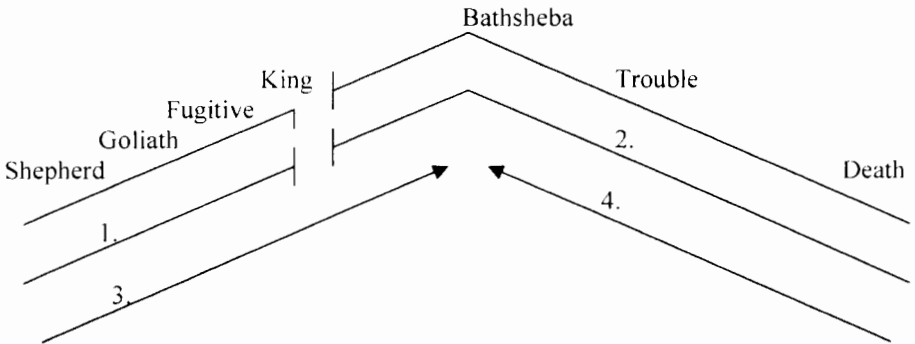 Bathsheba
King
Trouble
Fugitive
Goliath
Shepherd
Death
1.
2.
3.
4.